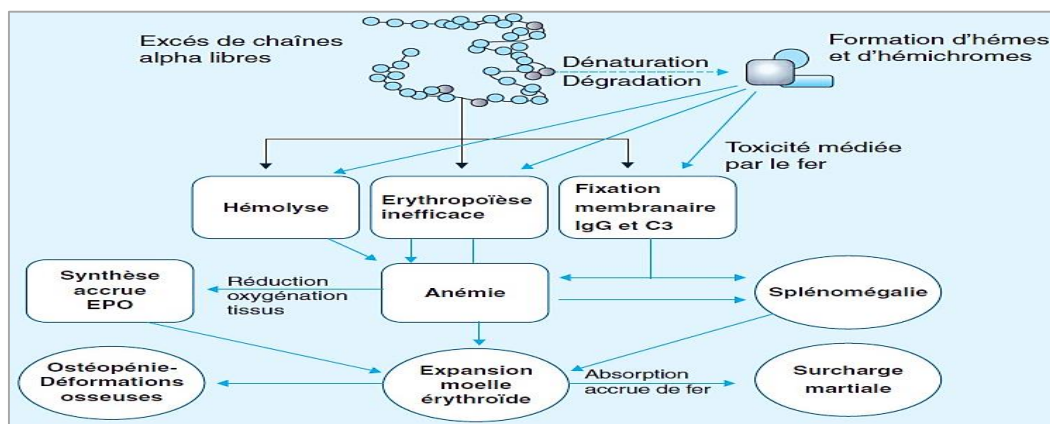 Excés de chaînes
alpha libres
Dénaturation
Dégradation
Formation d'hémes
et d'hémichromes
Toxicité médiée
par le fer
Hémolyse
Erythropoïèse
inefficace
Fixation
membranaire
IgG et C3
Synthèse
accrue
EPO
Réduction
oxygénation
tissus
Anémie
Splénomégalie
Ostéopénie-
Déformations
osseuses
Expansion
moelle
érythroïde
Absorption
accrue de fer
Surcharge
martiale